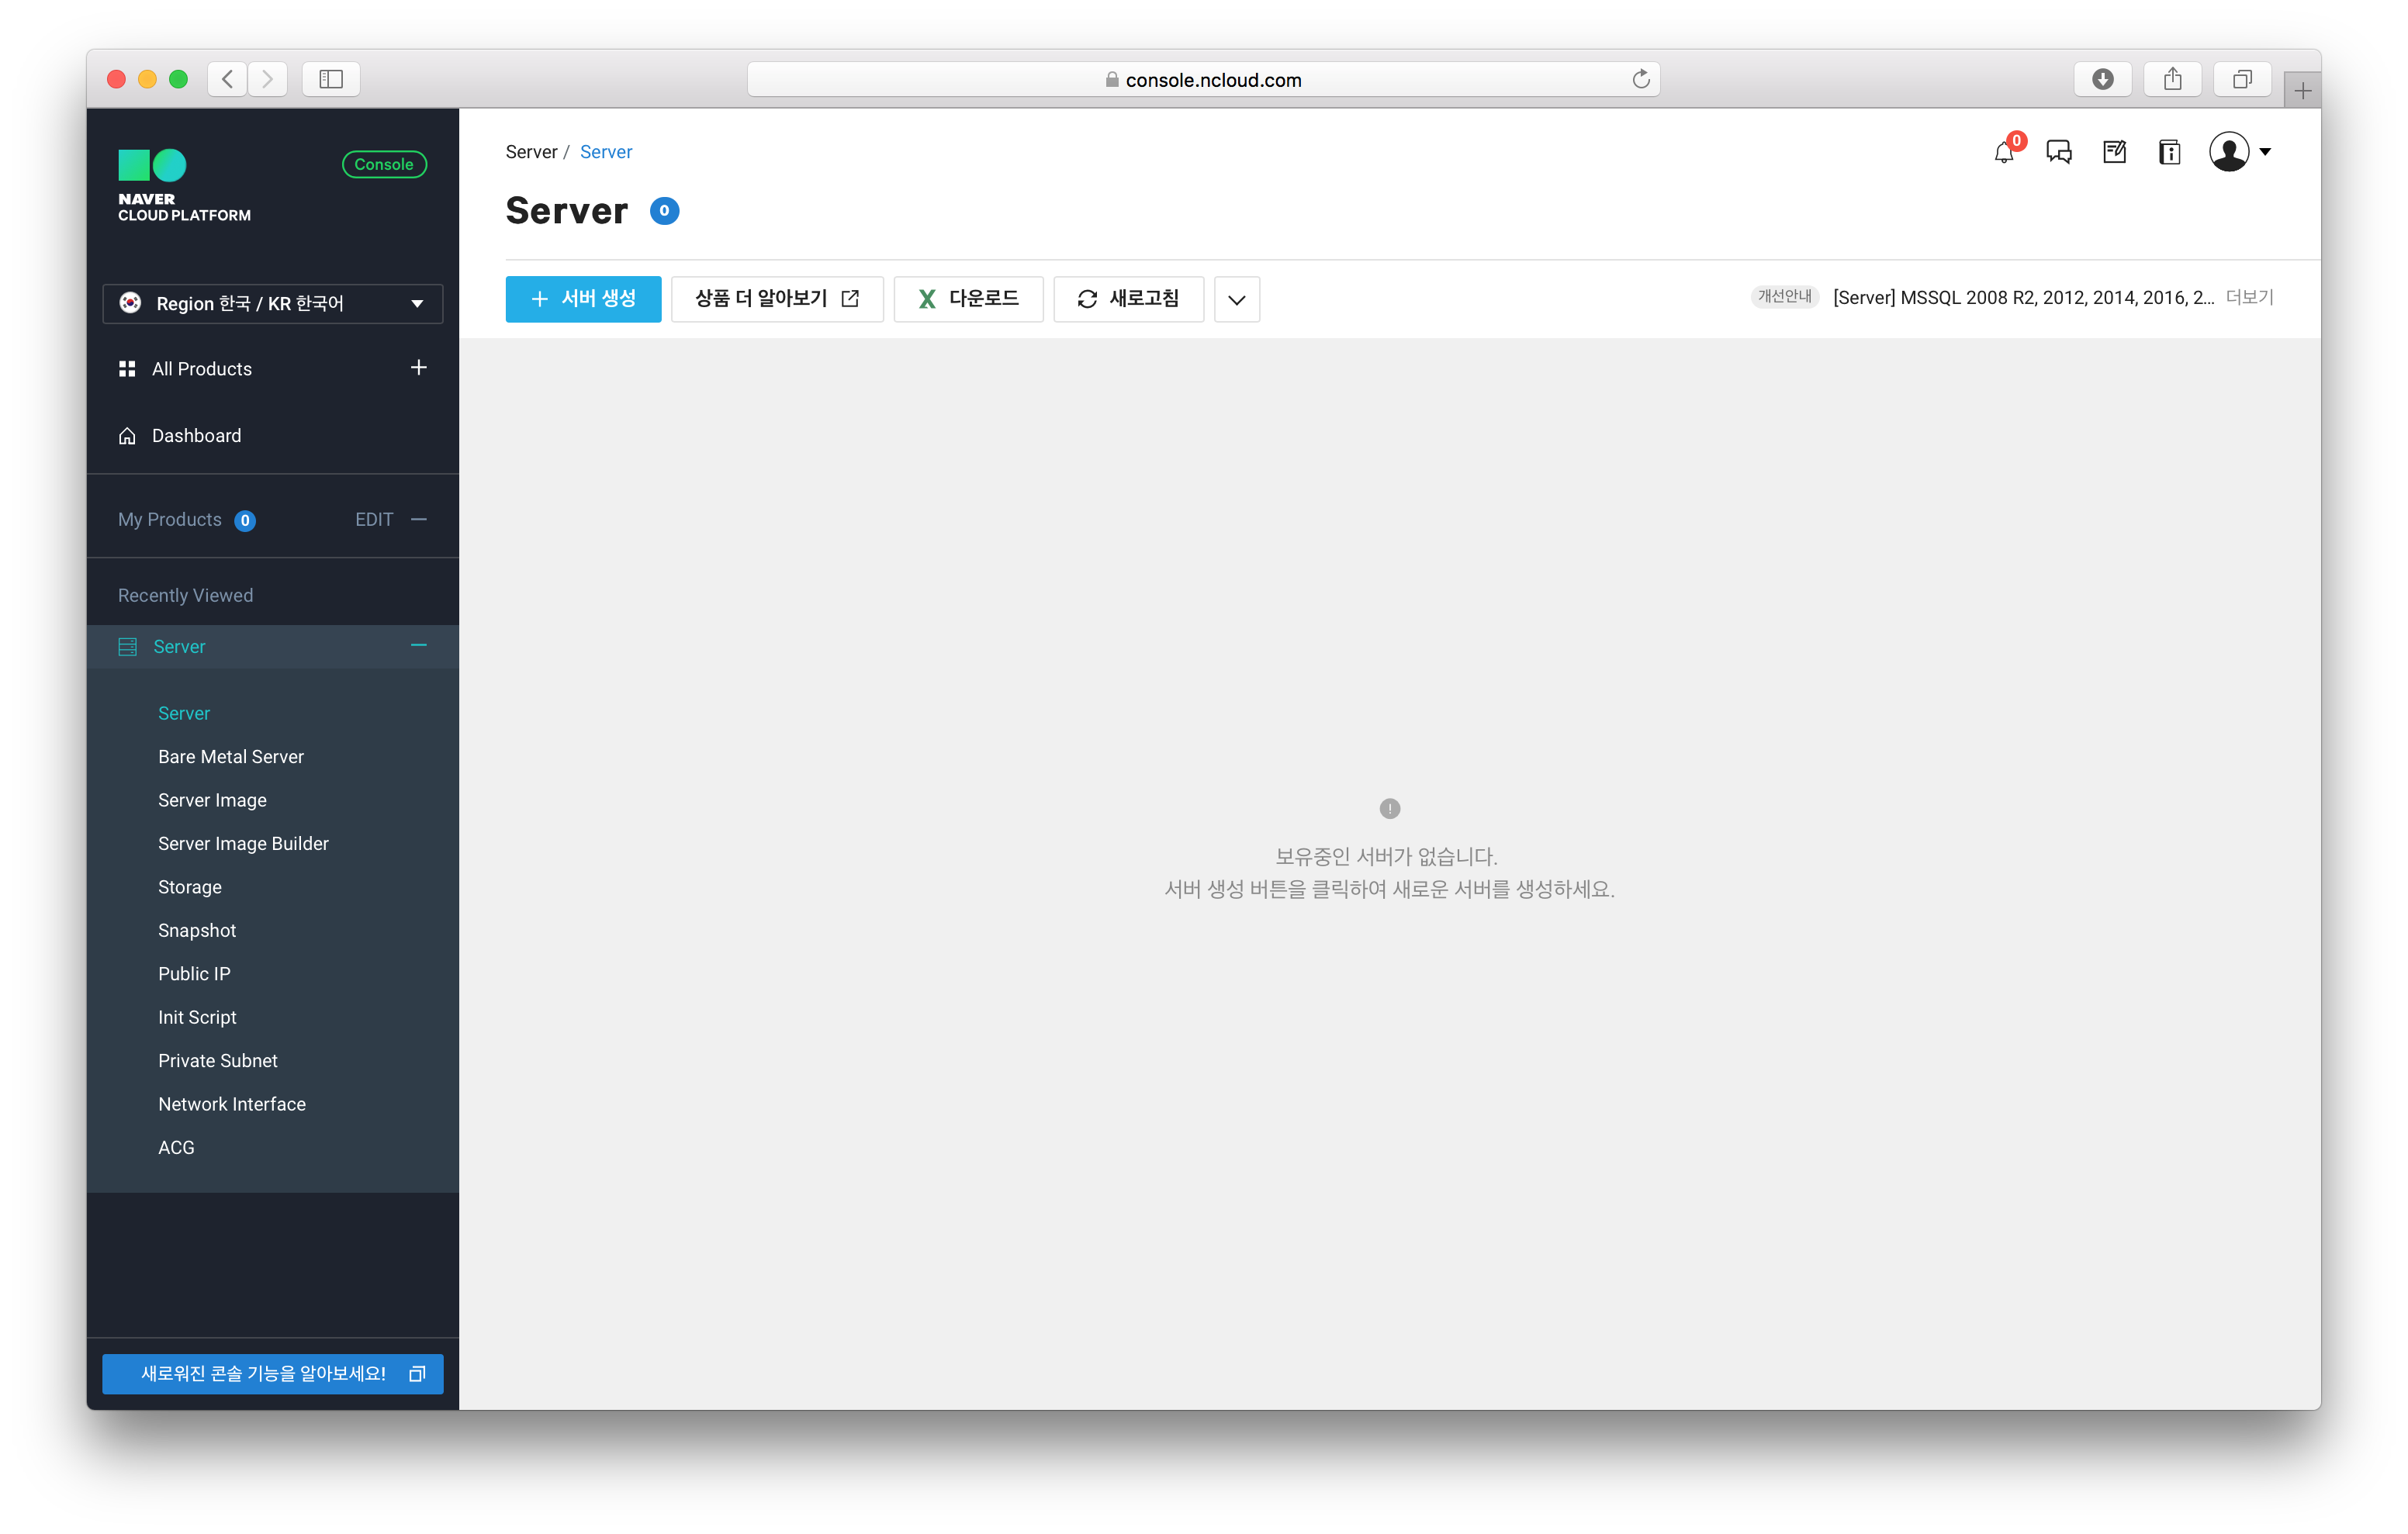 console.ncloud.com
NAVER
CLOUD PLATFORM
Console
Region 한국 / KR 한국어
All Products
Dashboard
My Products 0 EDIT
Recently Viewed
Server
Server
Bare Metal Server
Server Image
Server Image Builder
Storage
Snapshot
Public IP
Init Script
Private Subnet
Network Interface
ACG
새로워진 콘솔 기능을 알아보세요!
Server / Server
0
Server 0
서버 생성
상품 더 알아보기
다운로드
새로고침
개선안내 [Server] MSSQL 2008 R2, 2012, 2014, 2016, 2... 더보기
보유중인 서버가 없습니다.
서버 생성 버튼을 클릭하여 새로운 서버를 생성하세요.